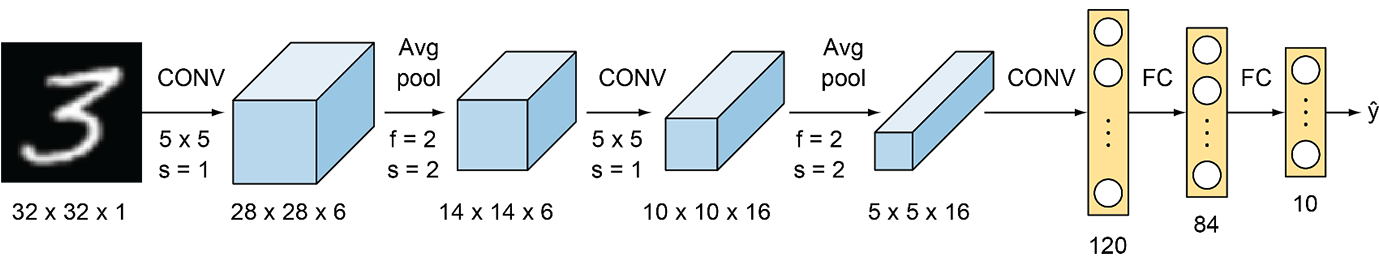 3
32 x 32 x 1
CONV
5 x 5
s = 1
28 x 28 x 6
Avg
pool
f = 2
s = 2
14 x 14 x 6
CONV
5 x 5
s = 1
10 x 10 x 16
Avg
pool
f = 2
s = 2
5 x 5 x 16
CONV
120
FC
84
FC
10
ŷ